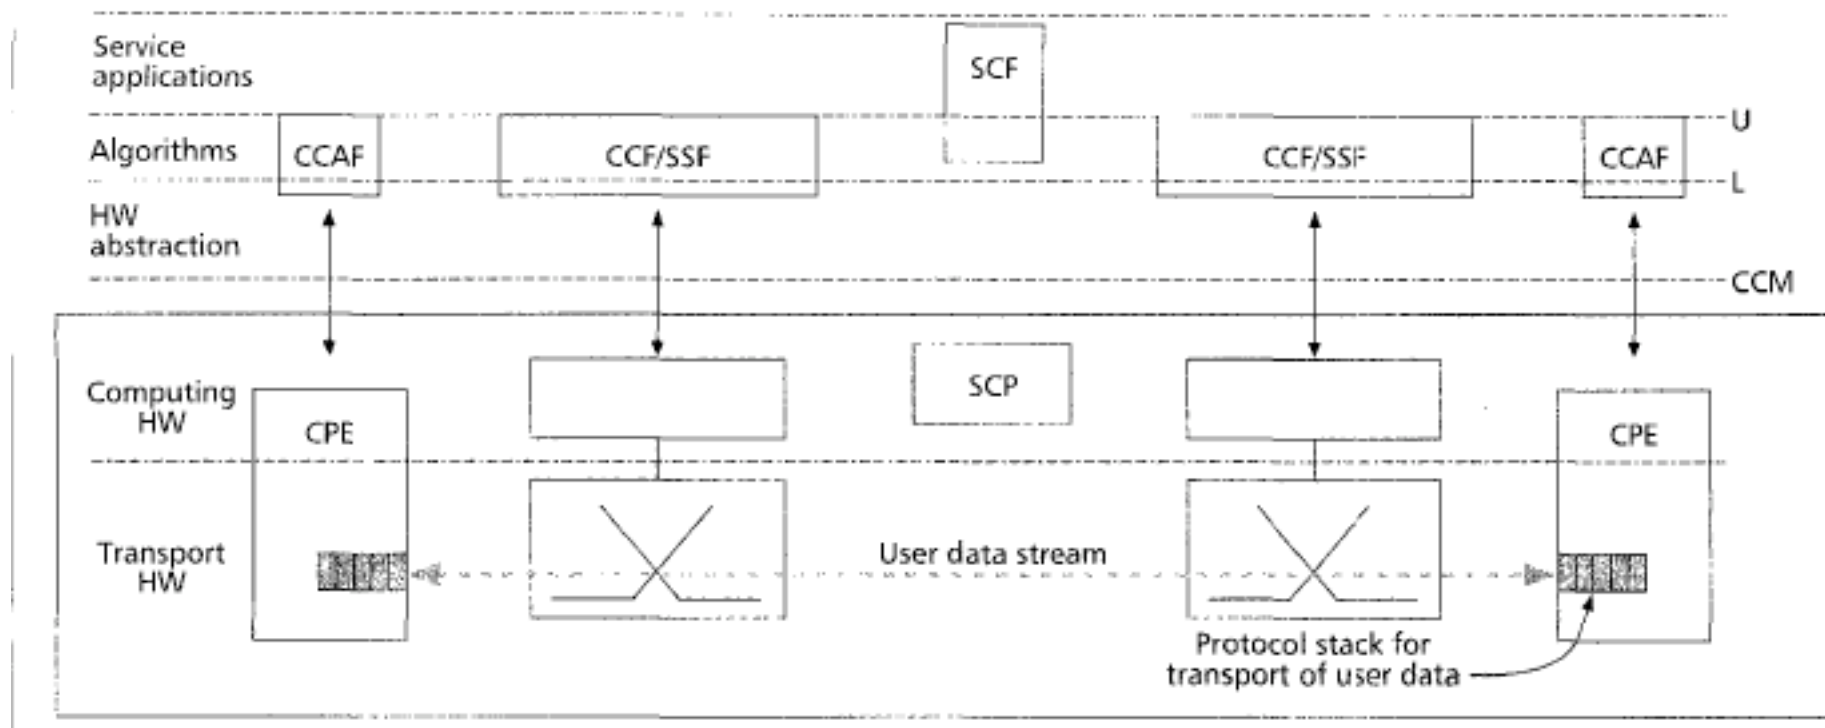 Service
applications
SCF
U
Algorithms
CCAF
CCF/SSF
CCF/SSF
CCAF
L
HW
abstraction
CCM
Computing
HW
CPE
SCP
CPE
Transport
HW
User data stream
Protocol stack for
transport of user data